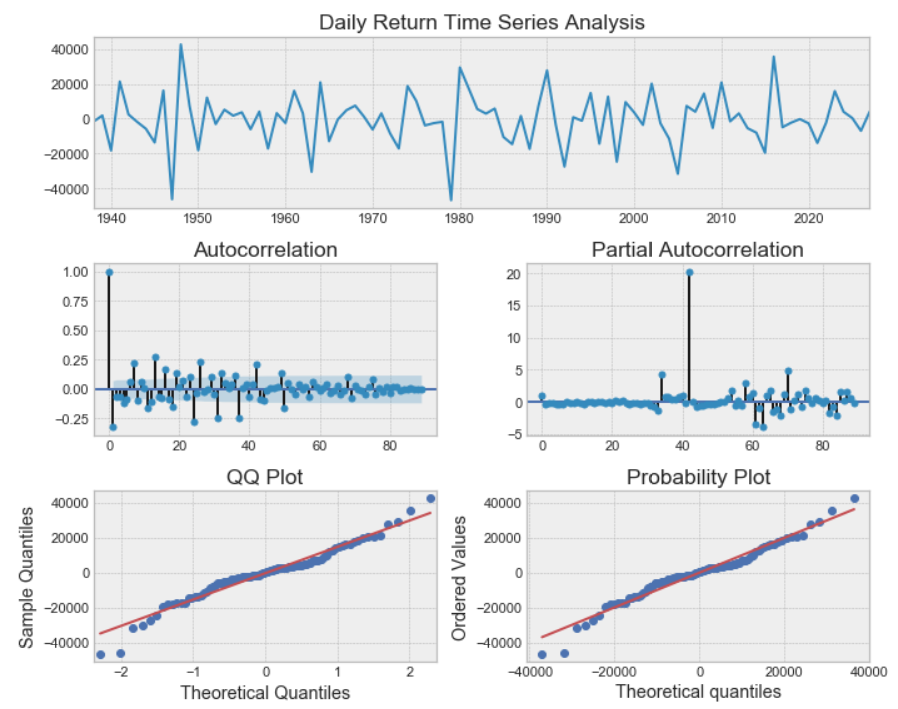 Daily Return Time Series Analysis
40000
20000
0
−20000
−40000
1940 1950 1960 1970 1980 1990 2000 2010 2020
Autocorrelation
1.00
0.75
0.50
0.25
0.00
−0.25
0 20 40 60 80
Partial Autocorrelation
20
15
10
5
0
−5
0 20 40 60 80
QQ Plot
Sample Quantiles
40000
20000
0
−20000
−40000
−2 −1 0 1 2
Theoretical Quantiles
Probability Plot
Ordered Values
40000
20000
0
−20000
−40000
−40000 −20000 0 20000 40000
Theoretical quantiles